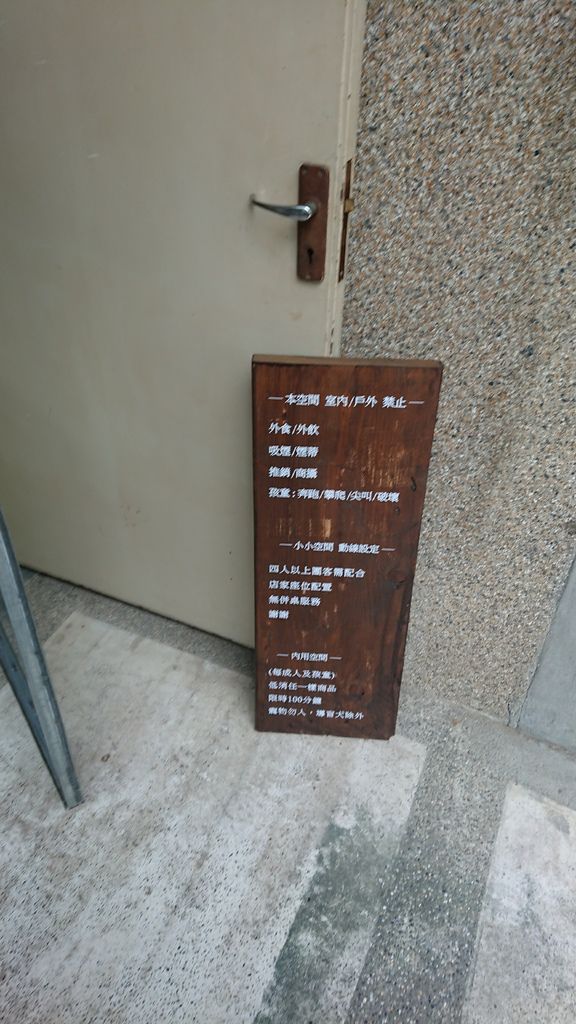 — 本空間 室內/戶外 禁止 —
外食/外飲
吸煙/煙蒂
推銷/商攝
孩童：奔跑/攀爬/尖叫/破壞
— 小小空間 動線設定 —
四人以上團客需配合
店家座位配置
無併桌服務
謝謝
— 內用空間 —
(每成人及孩童)
低消任一樣商品
限時100分鐘
寵物勿入，導盲犬除外